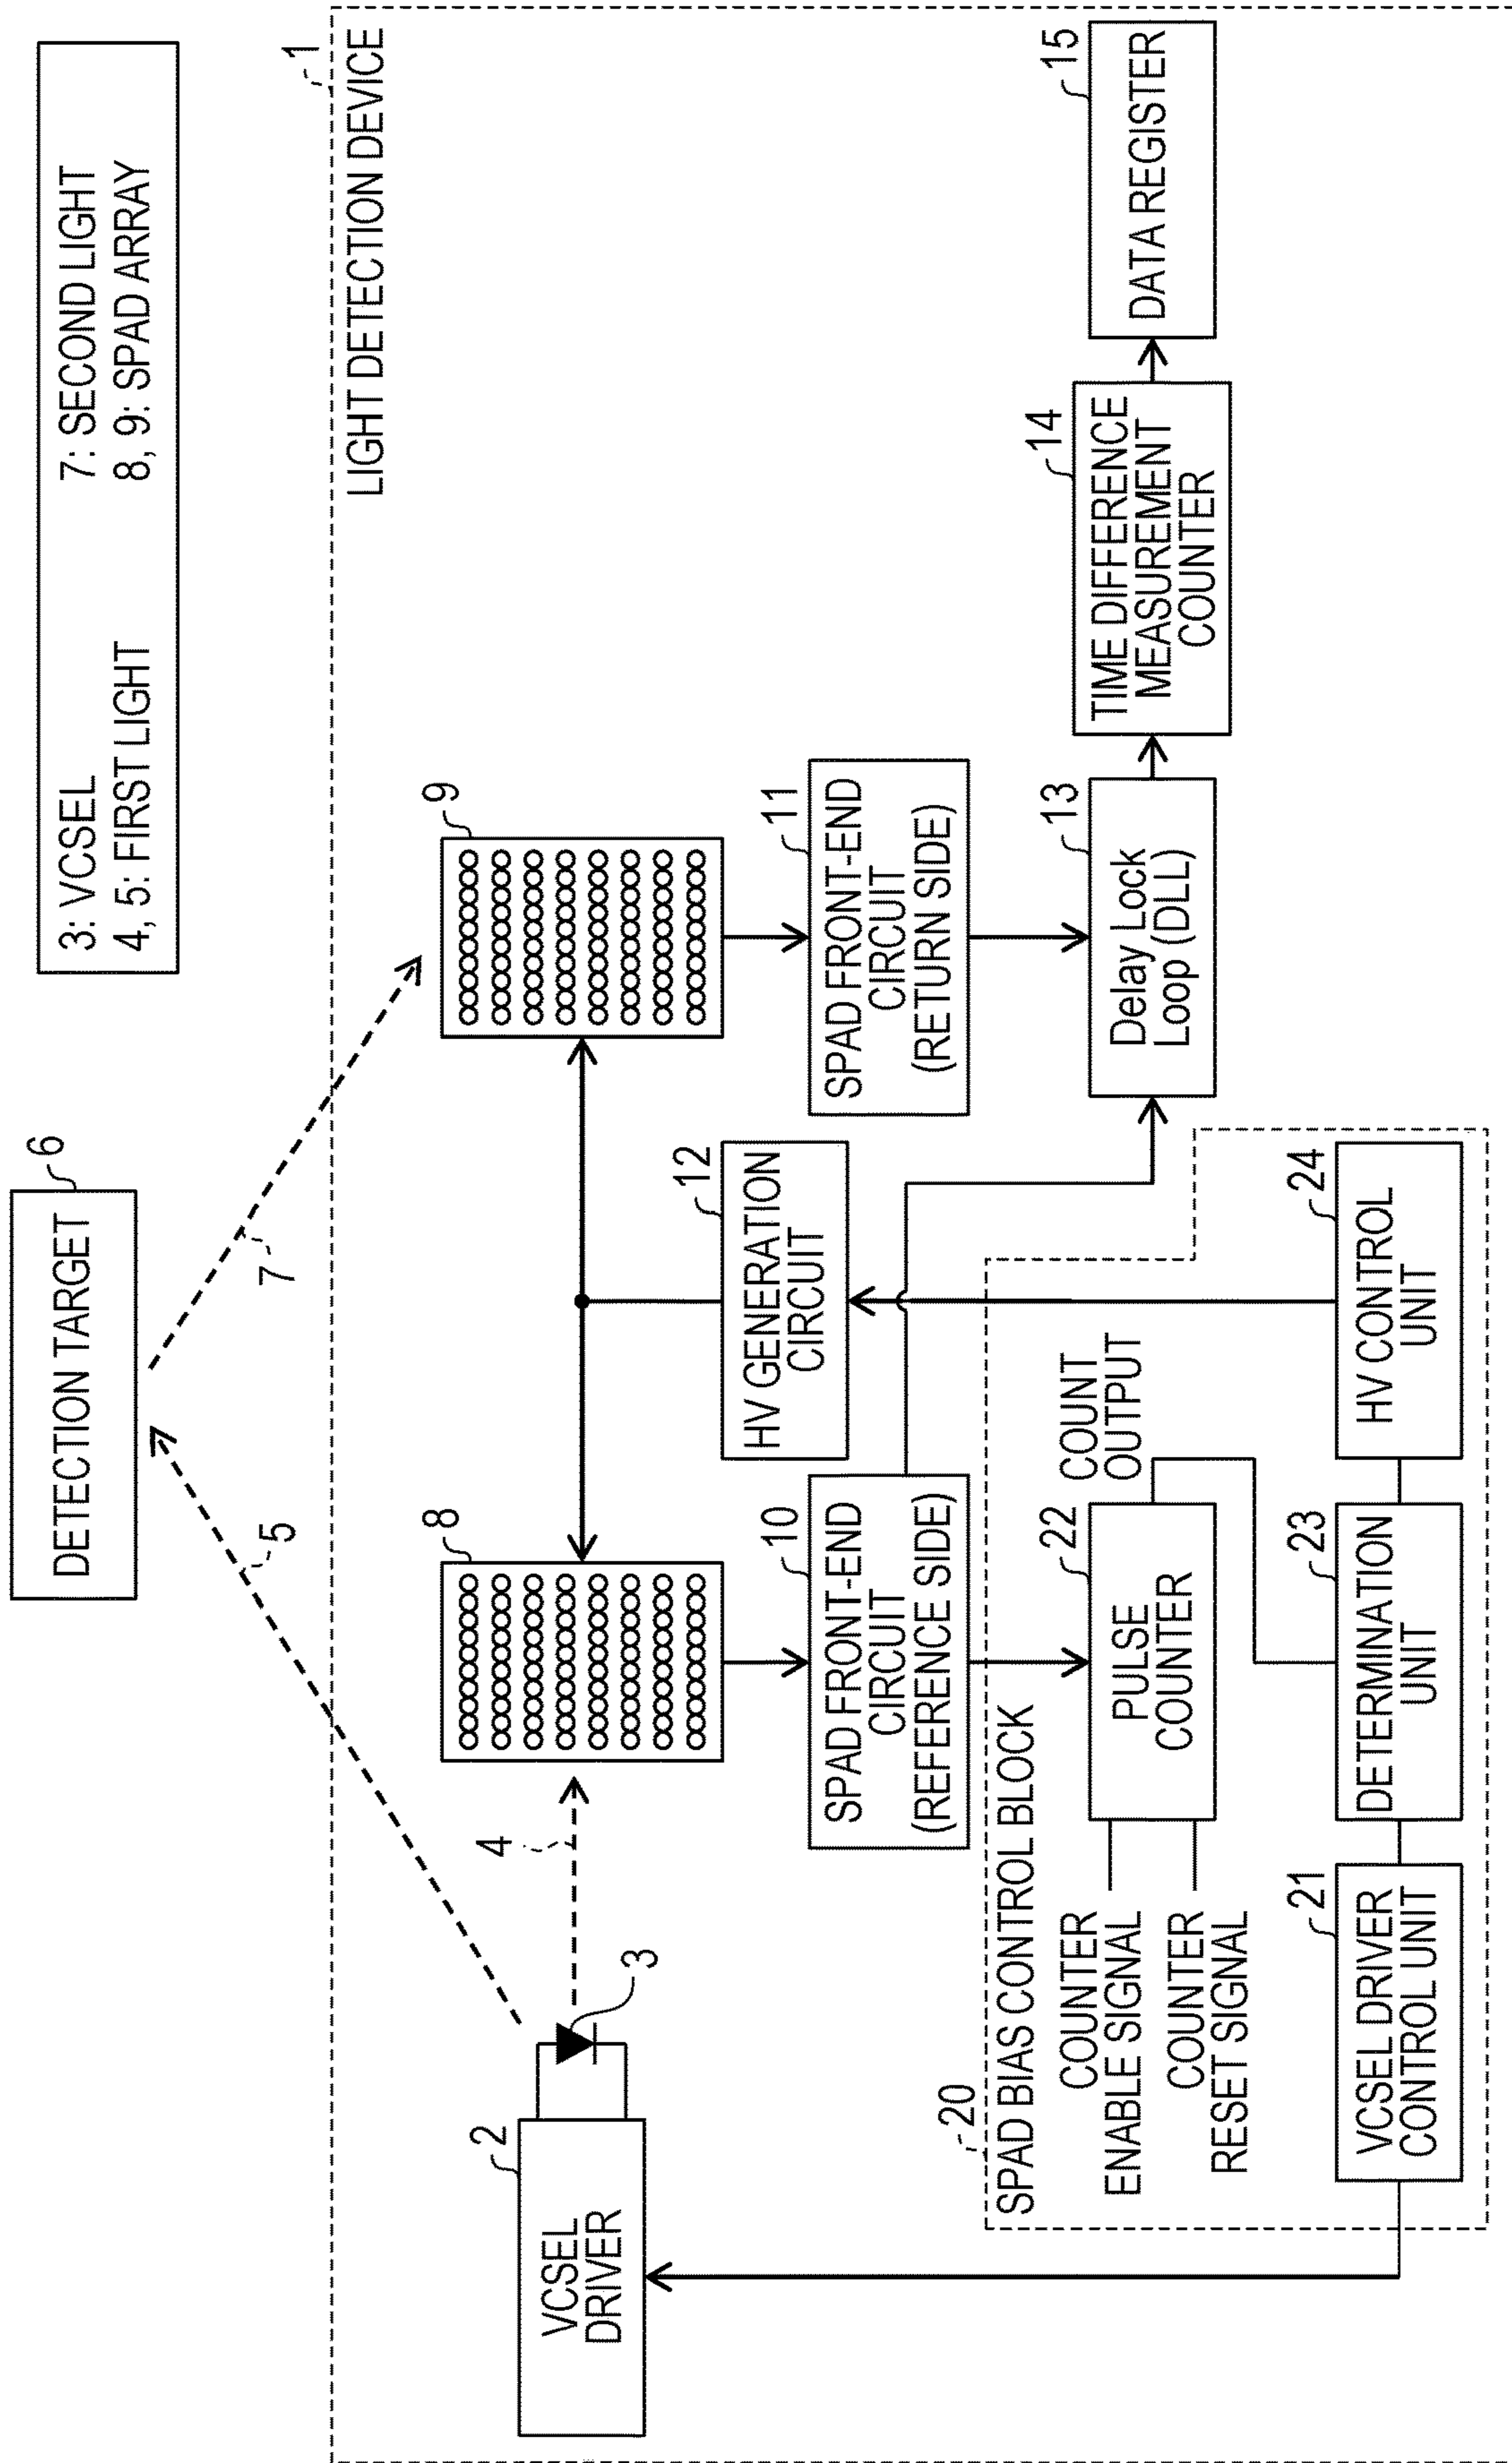 3: VCSEL
4, 5: FIRST LIGHT
7: SECOND LIGHT
8, 9: SPAD ARRAY
DETECTION TARGET
6
5
7
1
LIGHT DETECTION DEVICE
2
VCSEL
DRIVER
3
4
8
9
10
SPAD FRONT-END
CIRCUIT
(REFERENCE SIDE)
12
HV GENERATION
CIRCUIT
11
SPAD FRONT-END
CIRCUIT
(RETURN SIDE)
13
Delay Lock
Loop (DLL)
14
TIME DIFFERENCE
MEASUREMENT
COUNTER
15
DATA REGISTER
20
SPAD BIAS CONTROL BLOCK
COUNTER
ENABLE SIGNAL
COUNTER
RESET SIGNAL
22
PULSE
COUNTER
COUNT
OUTPUT
21
VCSEL DRIVER
CONTROL UNIT
23
DETERMINATION
UNIT
24
HV CONTROL
UNIT